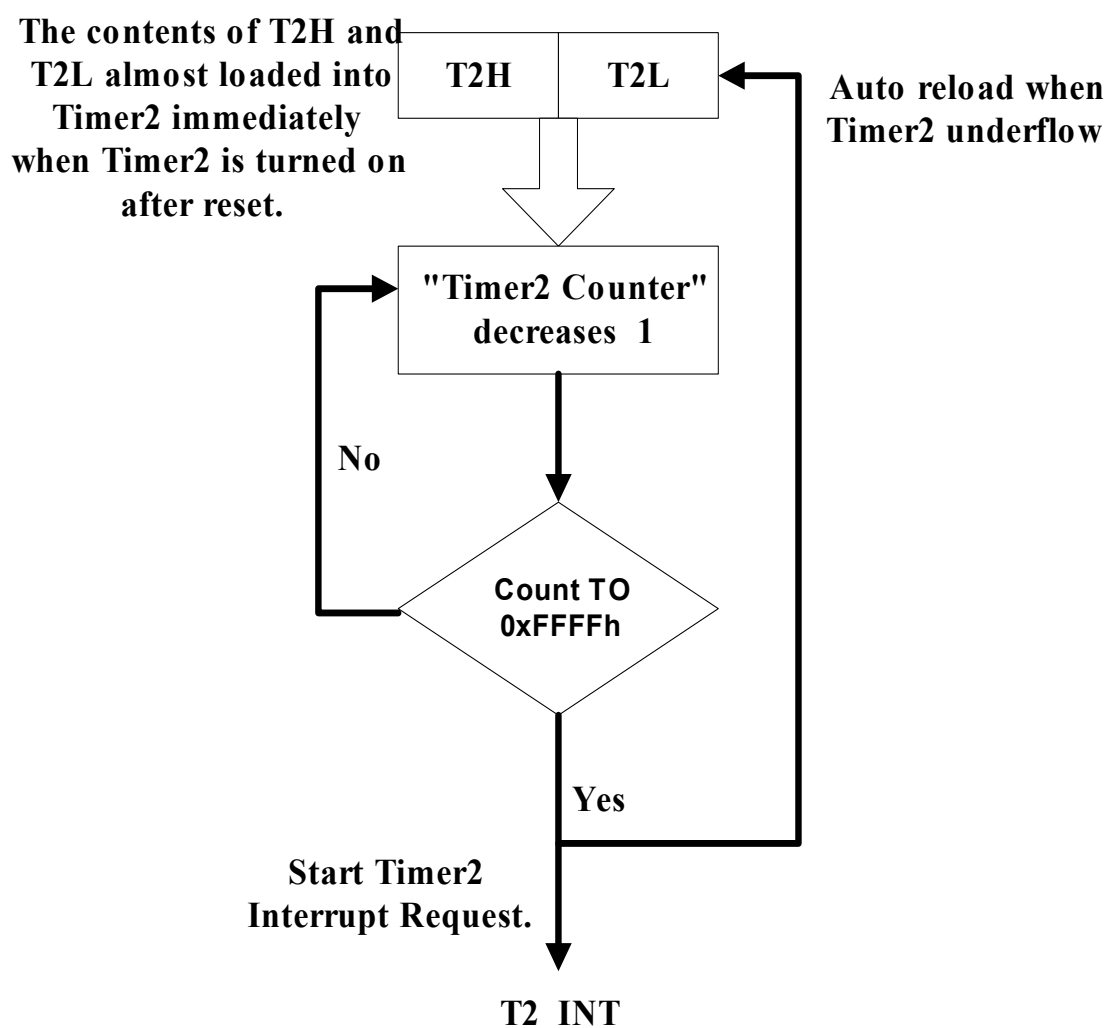 The contents of T2H and
T2L almost loaded into
Timer2 immediately
when Timer2 is turned on
after reset.
T2H
T2L
Auto reload when
Timer2 underflow
"Timer2 Counter"
decreases 1
No
Count TO
0xFFFFh
Yes
Start Timer2
Interrupt Request.
T2 INT